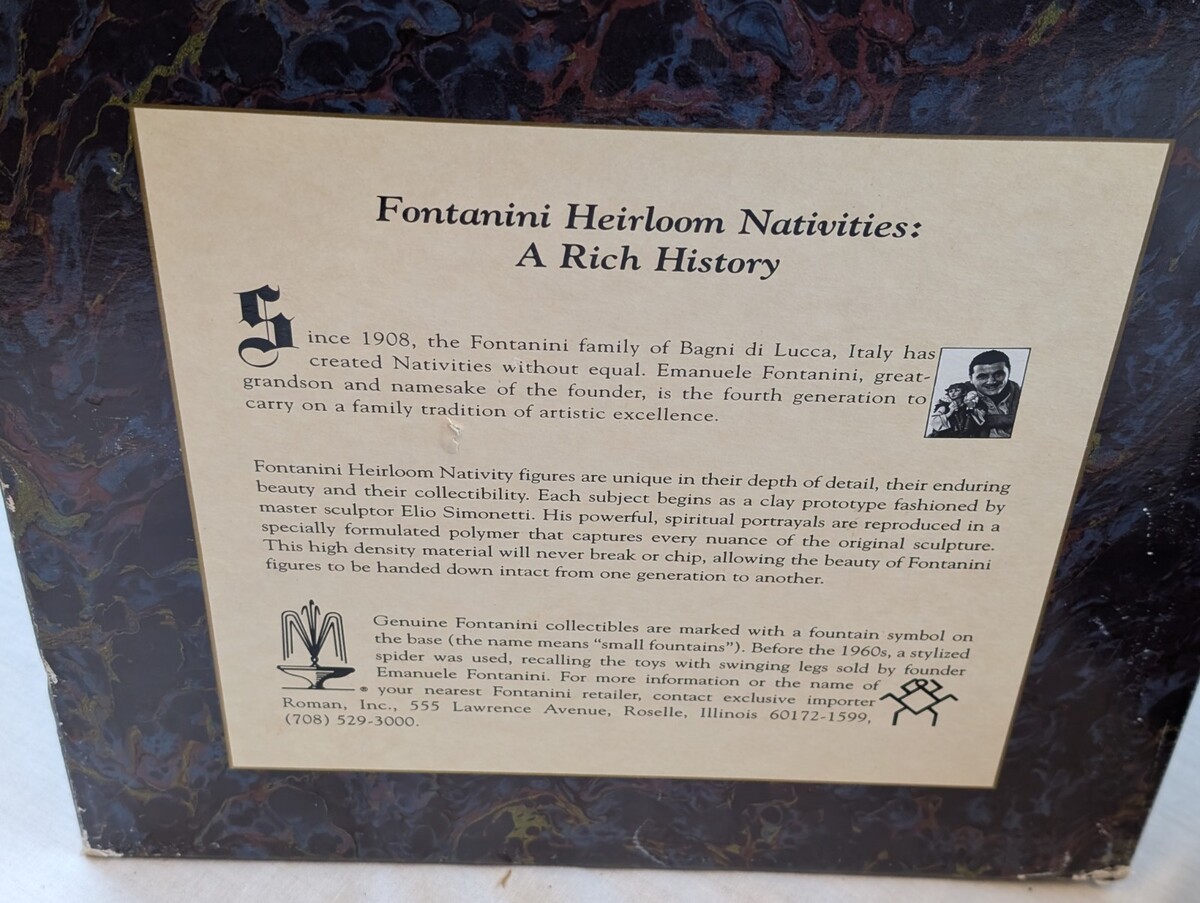 Fontanini Heirloom Nativities:
A Rich History
Since 1908, the Fontanini family of Bagni di Lucca, Italy has
created Nativities without equal. Emanuele Fontanini, great-
grandson and namesake of the founder, is the fourth generation to
carry on a family tradition of artistic excellence.
Fontanini Heirloom Nativity figures are unique in their depth of detail, their enduring
beauty and their collectibility. Each subject begins as a clay prototype fashioned by
master sculptor Elio Simonetti. His powerful, spiritual portrayals are reproduced in a
specially formulated polymer that captures every nuance of the original sculpture.
This high density material will never break or chip, allowing the beauty of Fontanini
figures to be handed down intact from one generation to another.
Genuine Fontanini collectibles are marked with a fountain symbol on
the base (the name means “small fountains”). Before the 1960s, a stylized
spider was used, recalling the toys with swinging legs sold by founder
Emanuele Fontanini. For more information or the name of
® your nearest Fontanini retailer, contact exclusive importer
Roman, Inc., 555 Lawrence Avenue, Roselle, Illinois 60172-1599,
(708) 529-3000.